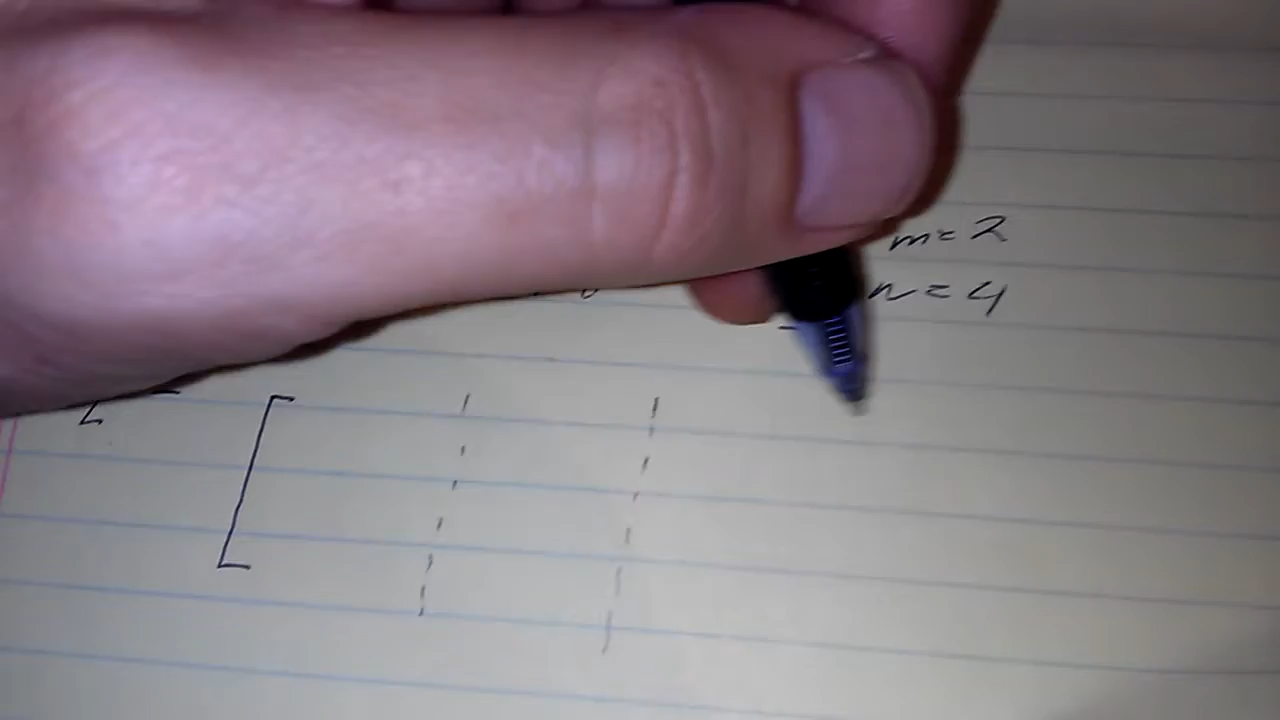 m = 2
n = 4